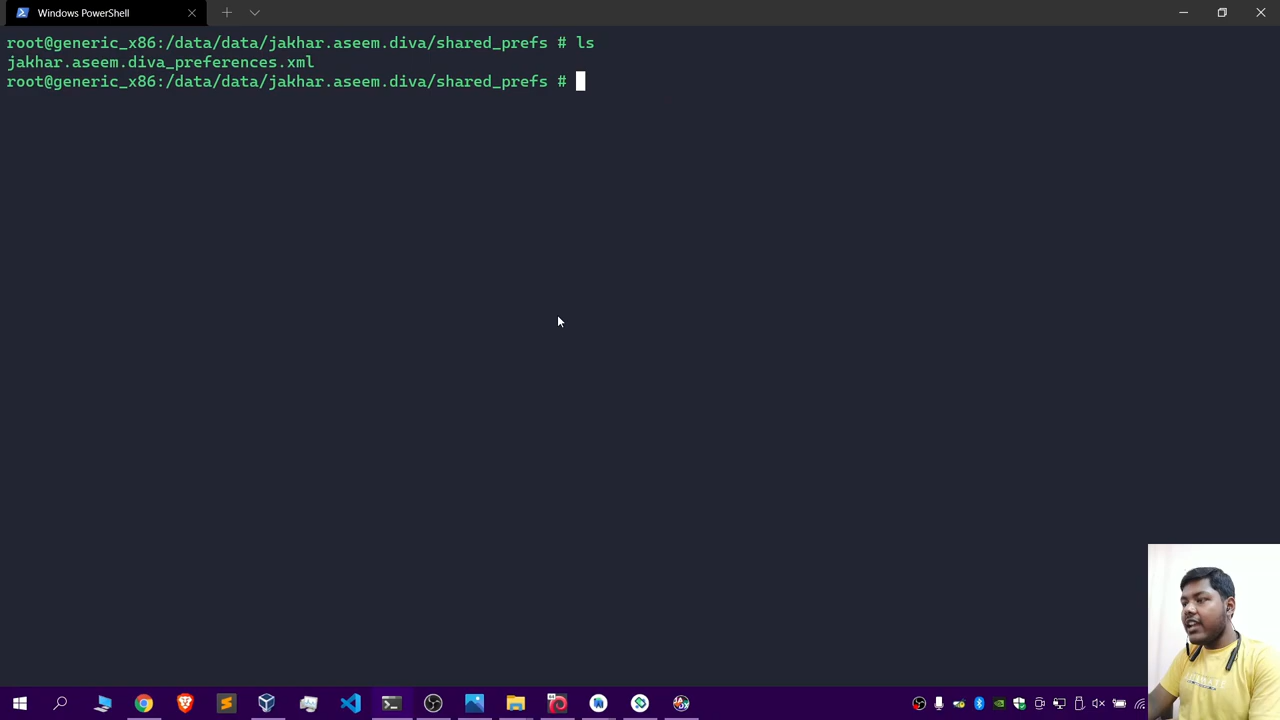 Windows PowerShell
root@generic_x86:/data/data/jakhar.aseem.diva/shared_prefs # ls
jakhar.aseem.diva_preferences.xml
root@generic_x86:/data/data/jakhar.aseem.diva/shared_prefs #